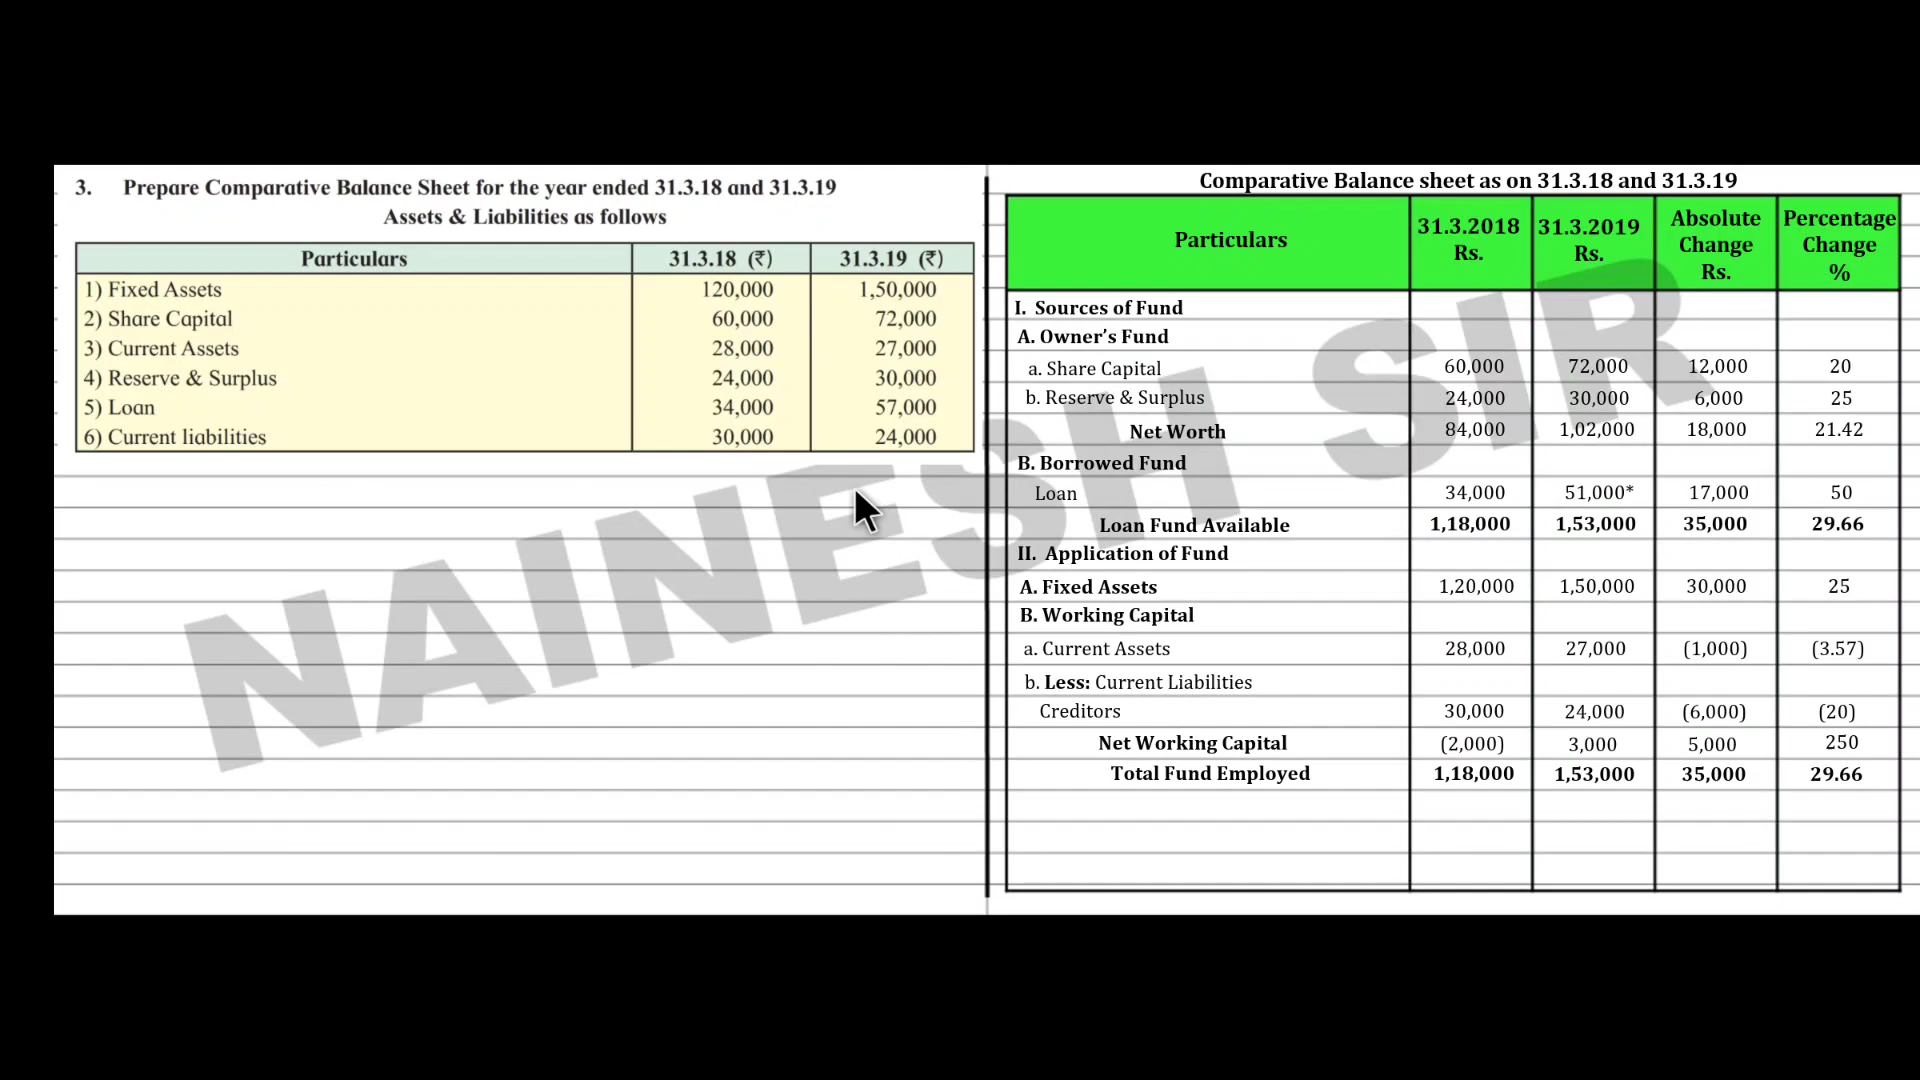 3. Prepare Comparative Balance Sheet for the year ended 31.3.18 and 31.3.19
Assets & Liabilities as follows
Particulars 31.3.18 (₹) 31.3.19 (₹)
1) Fixed Assets 120,000 1,50,000
2) Share Capital 60,000 72,000
3) Current Assets 28,000 27,000
4) Reserve & Surplus 24,000 30,000
5) Loan 34,000 57,000
6) Current liabilities 30,000 24,000
NAINESH SIR
Comparative Balance sheet as on 31.3.18 and 31.3.19
Particulars 31.3.2018 Rs. 31.3.2019 Rs. Absolute Change Rs. Percentage Change %
I. Sources of Fund
A. Owner’s Fund
a. Share Capital 60,000 72,000 12,000 20
b. Reserve & Surplus 24,000 30,000 6,000 25
Net Worth 84,000 1,02,000 18,000 21.42
B. Borrowed Fund
Loan 34,000 51,000* 17,000 50
Loan Fund Available 1,18,000 1,53,000 35,000 29.66
II. Application of Fund
A. Fixed Assets 1,20,000 1,50,000 30,000 25
B. Working Capital
a. Current Assets 28,000 27,000 (1,000) (3.57)
b. Less: Current Liabilities
Creditors 30,000 24,000 (6,000) (20)
Net Working Capital (2,000) 3,000 5,000 250
Total Fund Employed 1,18,000 1,53,000 35,000 29.66